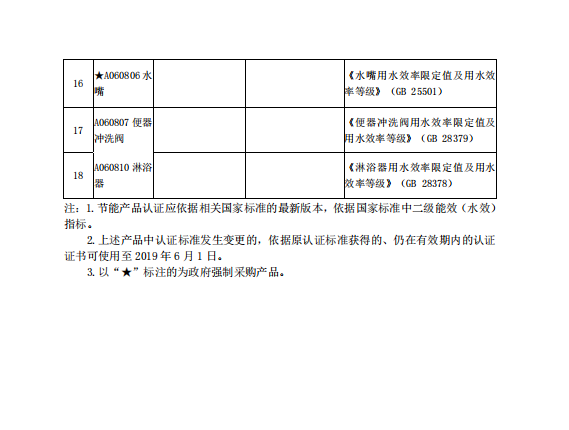 16
★A060806 水
嘴
《水嘴用水效率限定值及用水效
率等级》（GB 25501）
17
A060807 便器
冲洗阀
《便器冲洗阀用水效率限定值及
用水效率等级》（GB 28379）
18
A060810 淋浴
器
《淋浴器用水效率限定值及用水
效率等级》（GB 28378）
注：1.节能产品认证应依据相关国家标准的最新版本，依据国家标准中二级能效（水效）
指标。
2.上述产品中认证标准发生变更的，依据原认证标准获得的、仍在有效期内的认证
证书可使用至 2019 年 6 月 1 日。
3.以“★”标注的为政府强制采购产品。